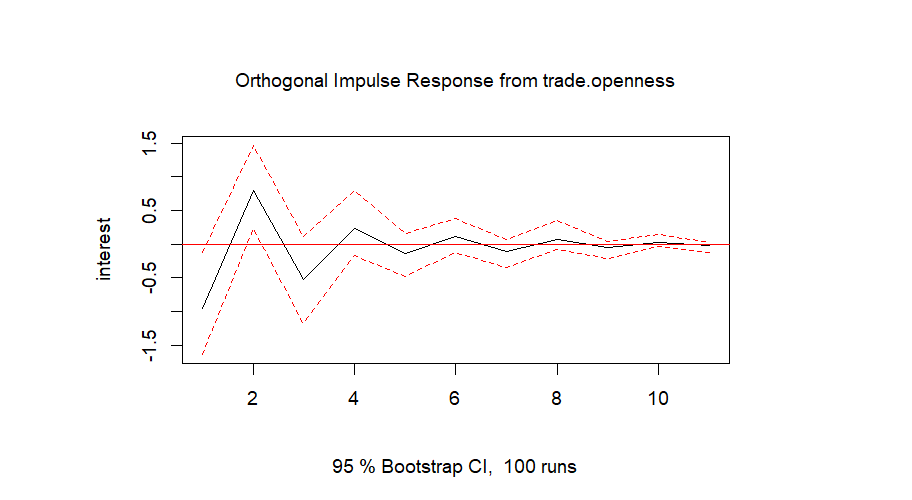 Orthogonal Impulse Response from trade.openness
interest
1.5
0.5
-0.5
-1.5
2 4 6 8 10
95 % Bootstrap CI,  100 runs